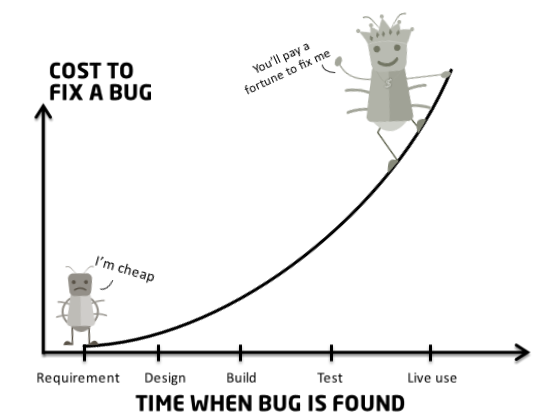 COST TO
FIX A BUG
You'll pay a
fortune to fix me
I'm cheap
Requirement Design Build Test Live use
TIME WHEN BUG IS FOUND